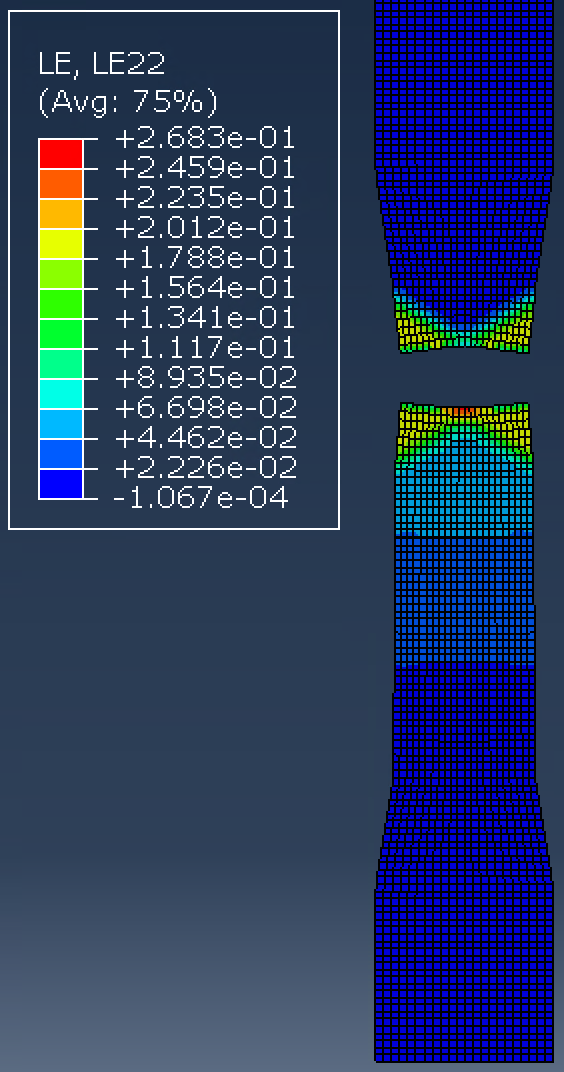 LE, LE22
(Avg: 75%)
+2.683e-01
+2.459e-01
+2.235e-01
+2.012e-01
+1.788e-01
+1.564e-01
+1.341e-01
+1.117e-01
+8.935e-02
+6.698e-02
+4.462e-02
+2.226e-02
-1.067e-04